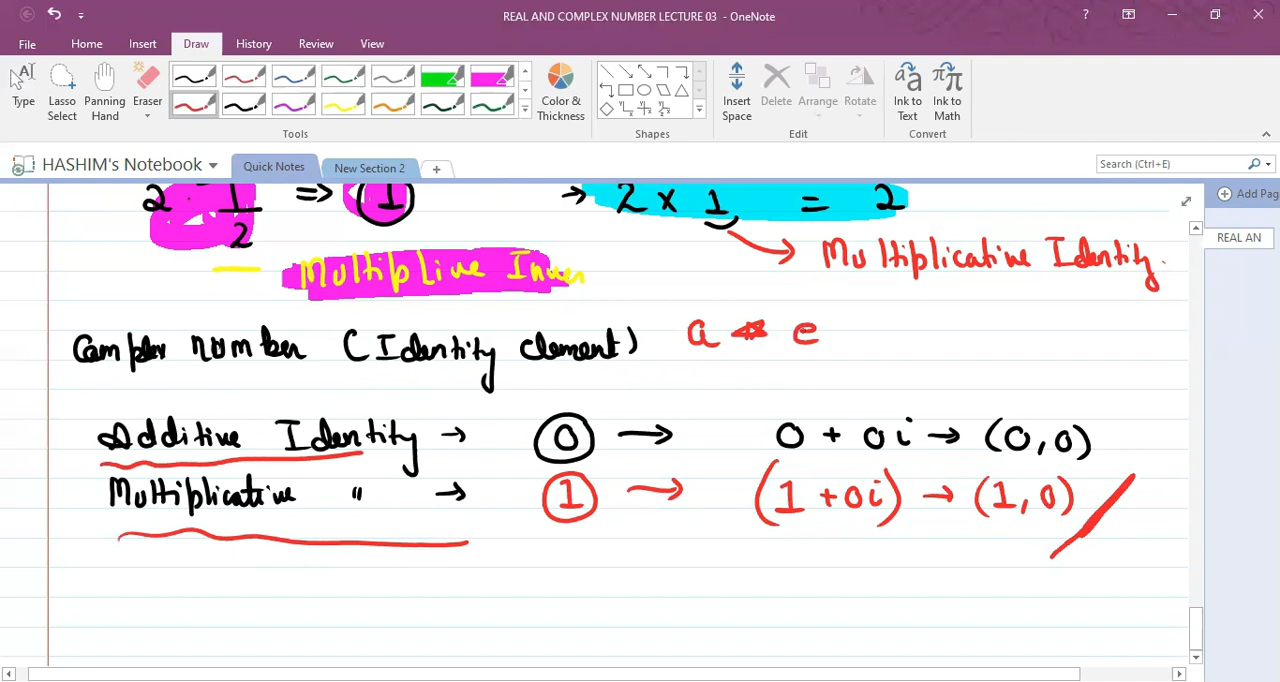 REAL AND COMPLEX NUMBER LECTURE 03 - OneNote
File Home Insert Draw History Review View
Type
Lasso Select
Panning Hand
Eraser
Color & Thickness
Insert Space
Delete
Arrange
Rotate
Ink to Text
Ink to Math
Tools
Shapes
Edit
Convert
HASHIM's Notebook Quick Notes New Section 2
Search (Ctrl+E)
Add Pag
REAL AN
2 · 1/2 => 1 → 2 x 1 = 2
Multiplicative Identity.
Multiplive Inver
Complex number (Identity element) a * e
Additive Identity → 0 → 0 + 0i → (0,0)
Multiplicative " → 1 → (1 + 0i) → (1,0)